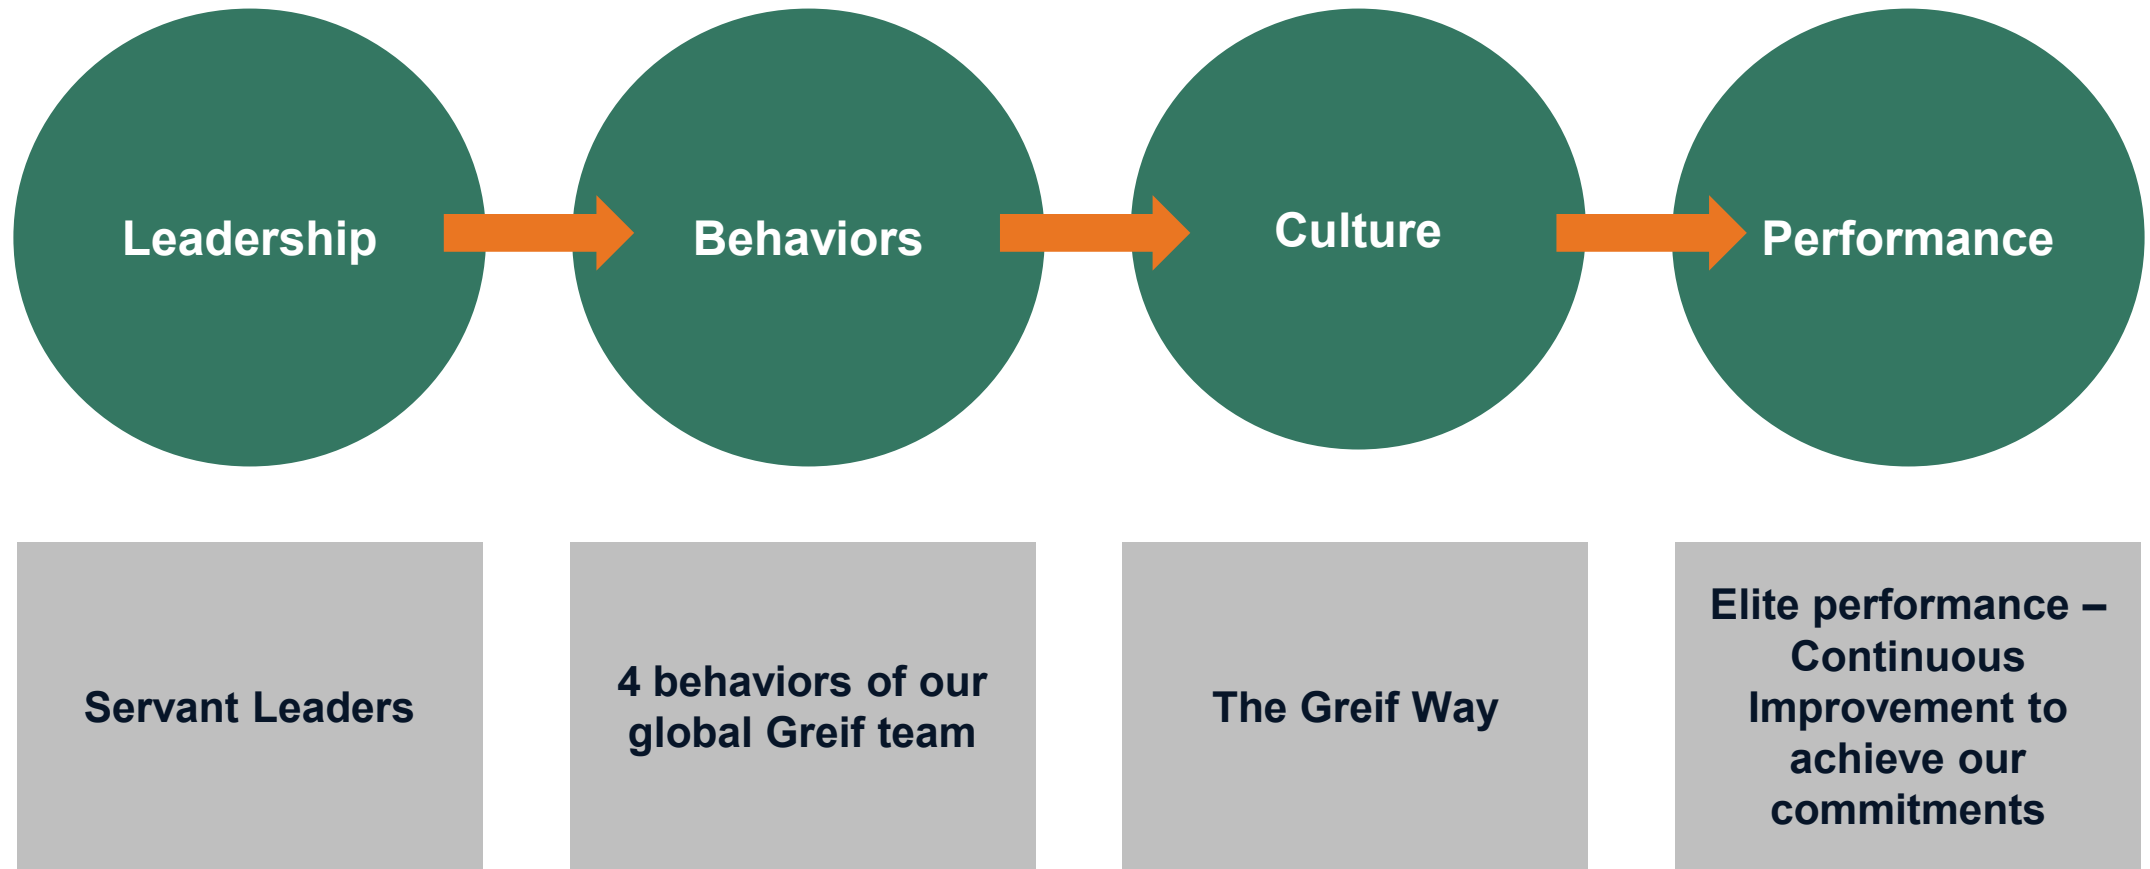 Leadership
Behaviors
Culture
Performance
Servant Leaders
4 behaviors of our
global Greif team
The Greif Way
Elite performance –
Continuous
Improvement to
achieve our
commitments